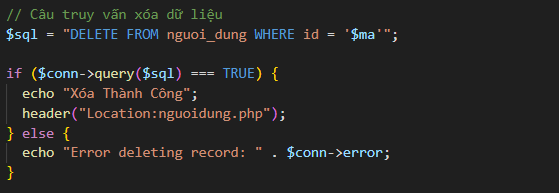 // Câu truy vấn xóa dữ liệu
$sql = "DELETE FROM nguoi_dung WHERE id = '$ma'";
if ($conn->query($sql) === TRUE) {
echo "Xóa Thành Công";
header("Location:nguoidung.php");
} else {
echo "Error deleting record: " . $conn->error;
}